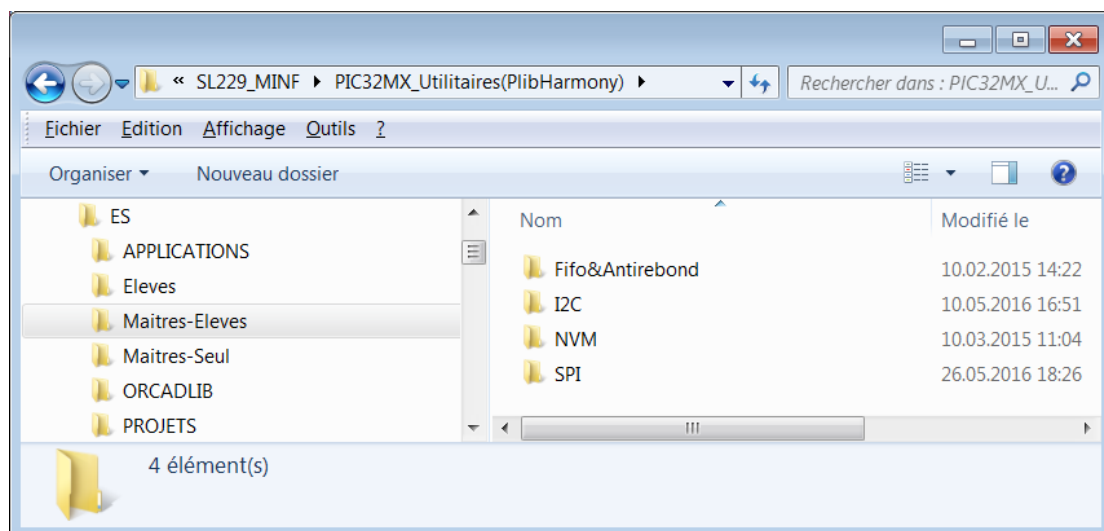 « SL229_MINF ▸ PIC32MX_Utilitaires(PlibHarmony) ▸ Rechercher dans : PIC32MX_U...
Fichier Edition Affichage Outils ?
Organiser Nouveau dossier
ES
APPLICATIONS
Eleves
Maitres-Eleves
Maitres-Seul
ORCADLIB
PROJETS
Nom Modifié le
Fifo&Antirebond 10.02.2015 14:22
I2C 10.05.2016 16:51
NVM 10.03.2015 11:04
SPI 26.05.2016 18:26
4 élément(s)